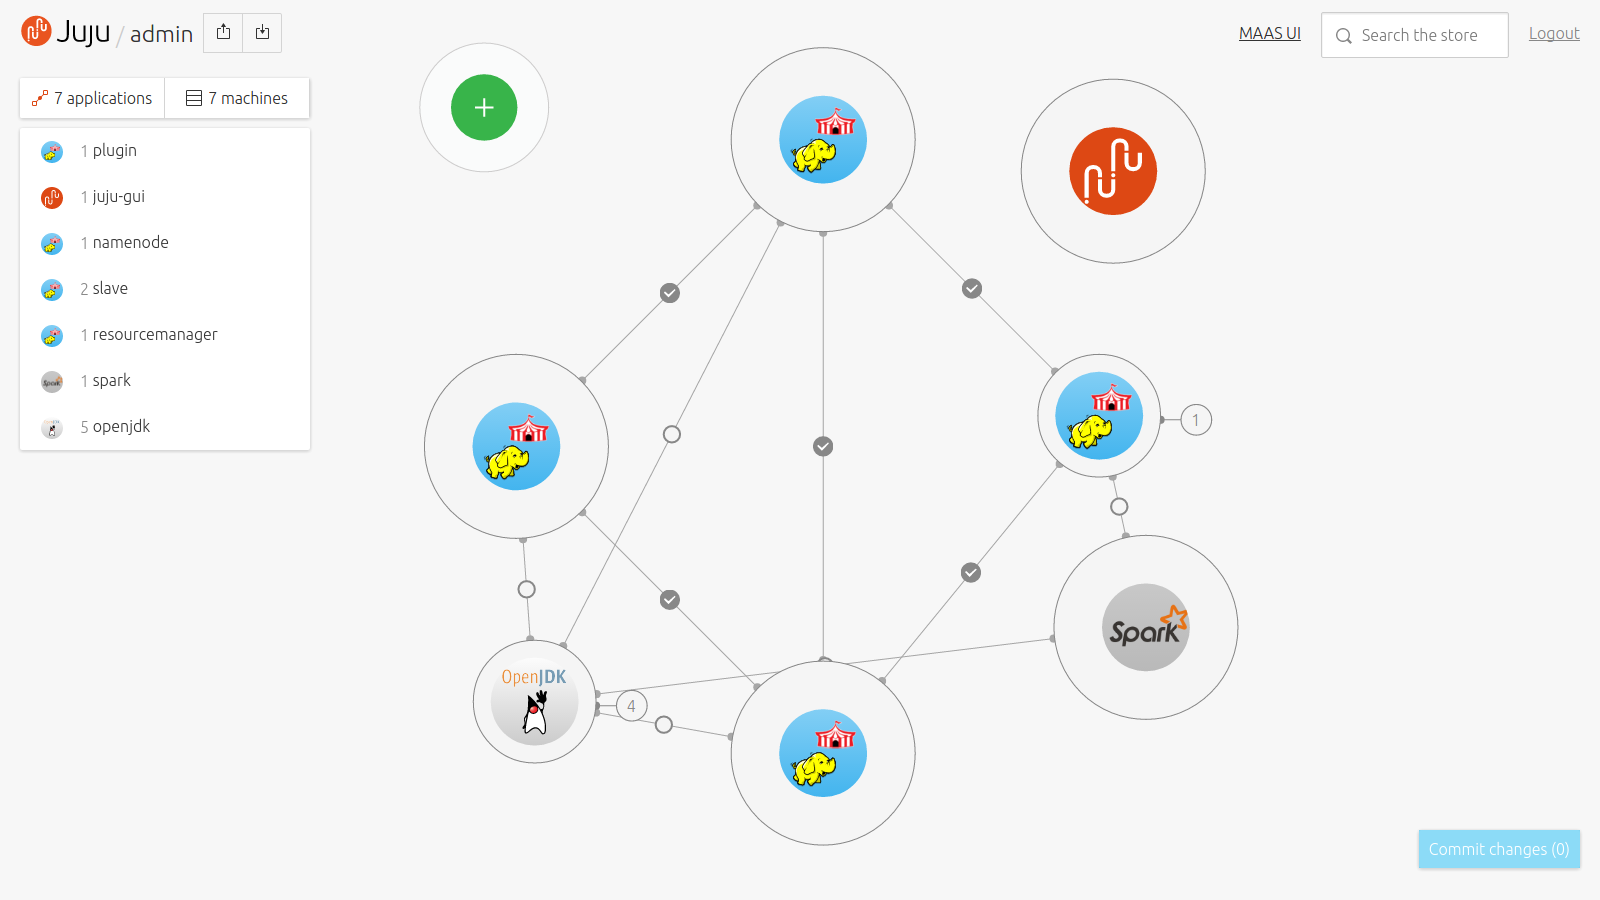 Juju / admin
MAAS UI
Search the store
Logout
7 applications
7 machines
1 plugin
1 juju-gui
1 namenode
2 slave
1 resourcemanager
1 spark
5 openjdk
1
Spark
OpenJDK
4
Commit changes (0)